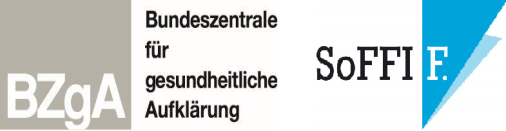 BZgA
Bundeszentrale
für
gesundheitliche
Aufklärung
SoFFI F.